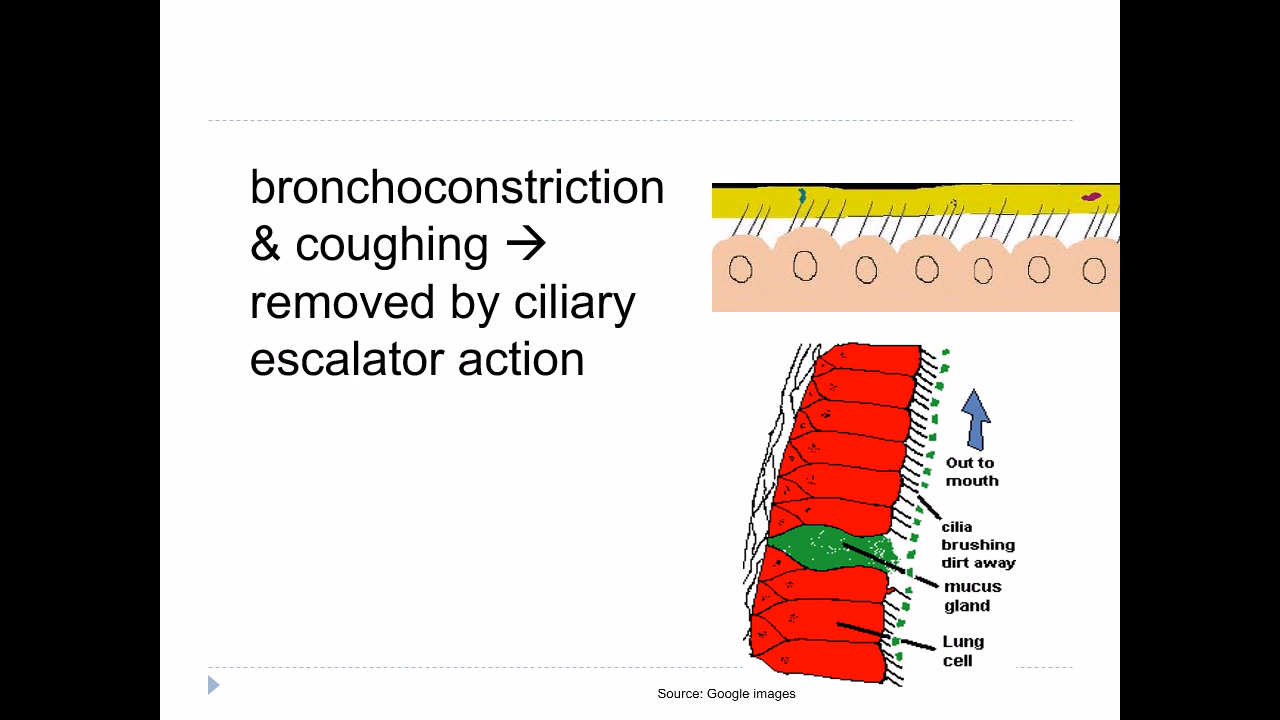 bronchoconstriction
& coughing →
removed by ciliary
escalator action
Out to
mouth
cilia
brushing
dirt away
mucus
gland
Lung
cell
Source: Google images